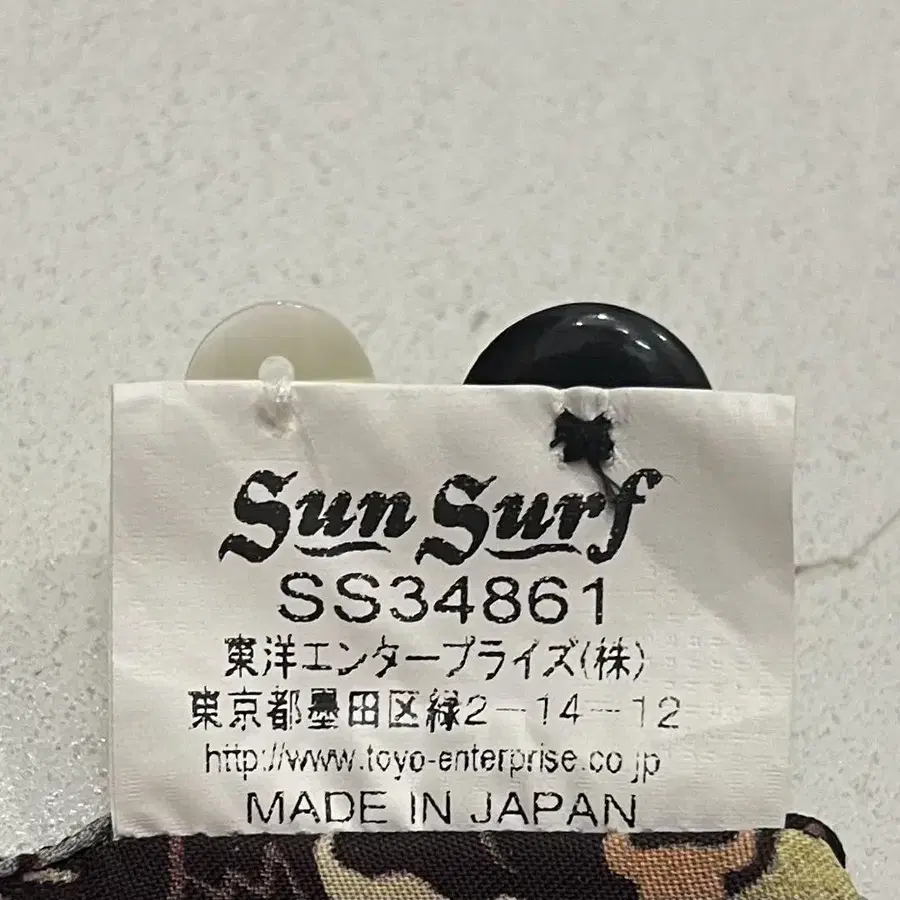 Sun Surf
SS34861
東洋エンタープライズ(株)
東京都墨田区緑2-14-12
http://www.toyo-enterprise.co.jp
MADE IN JAPAN